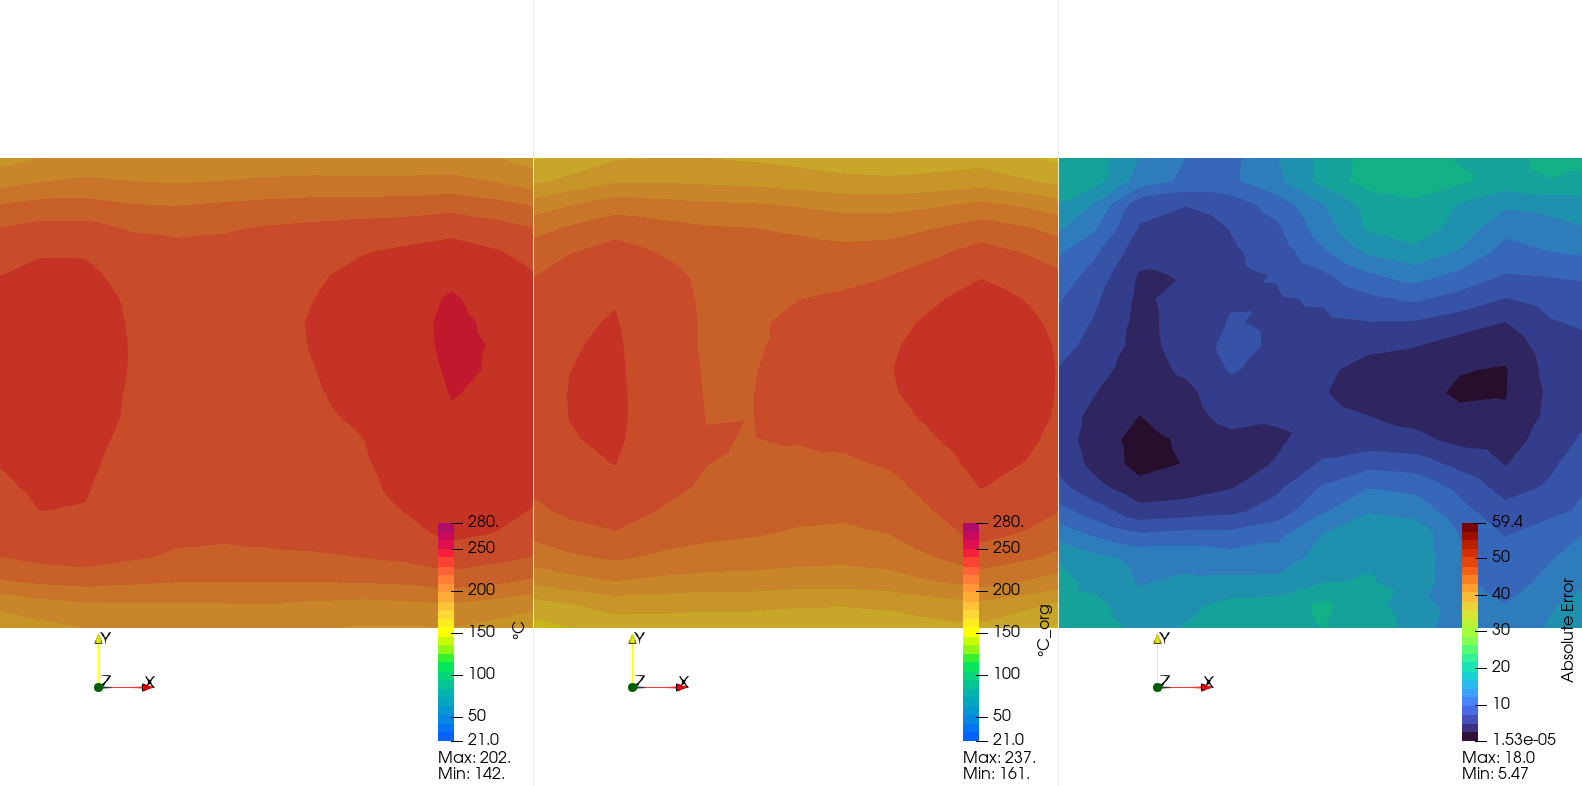 280.
250
200
150
100
50
21.0
°C
Max: 202.
Min: 142.
Y
Z
X
280.
250
200
150
100
50
21.0
°C_org
Max: 237.
Min: 161.
Y
Z
X
59.4
50
40
30
20
10
1.53e-05
Absolute Error
Max: 18.0
Min: 5.47
Y
Z
X